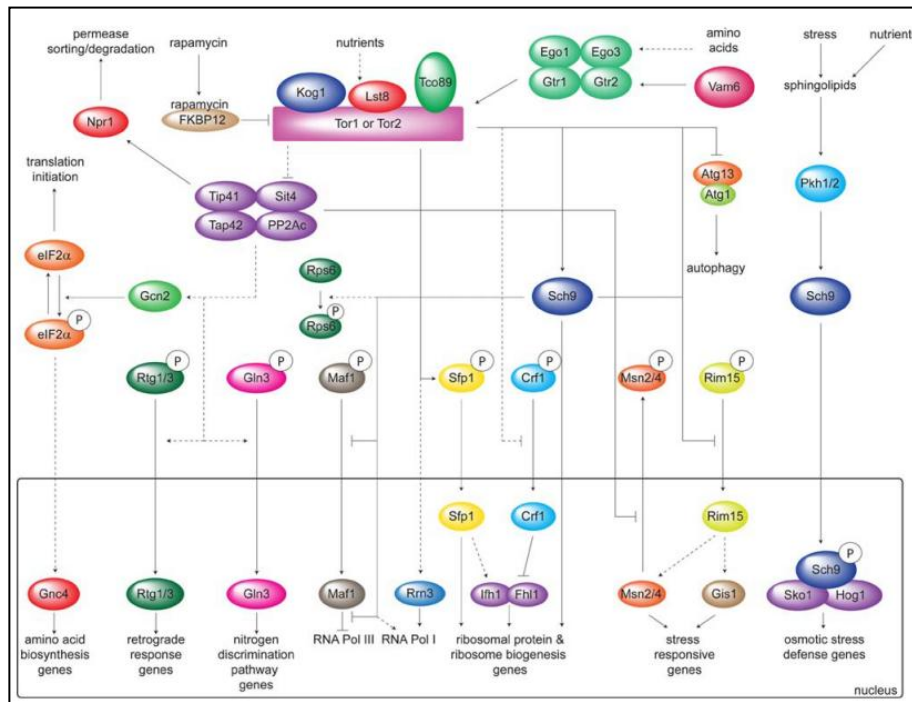 permease
sorting/degradation
rapamycin
nutrients
amino
acids
stress
nutrient
Ego1
Ego3
Tco89
Kog1
Lst8
Gtr1
Gtr2
Vam6
sphingolipids
rapamycin
FKBP12
Npr1
Tor1 or Tor2
translation
initiation
Atg13
Atg1
Pkh1/2
Tip41
Sit4
Tap42
PP2Ac
eIF2α
autophagy
Rps6
Gcn2
Sch9
Sch9
P
eIF2α
P
Rps6
P
Rtg1/3
P
Gln3
P
Maf1
P
Sfp1
P
Crf1
P
Msn2/4
P
Rim15
Sfp1
Crf1
Rim15
P
Sch9
Gnc4
Rtg1/3
Gln3
Maf1
Rrn3
Ifh1
Fhl1
Msn2/4
Gis1
Sko1
Hog1
amino acid
biosynthesis
genes
retrograde
response
genes
nitrogen
discrimination
pathway
genes
RNA Pol III
RNA Pol I
ribosomal protein &
ribosome biogenesis
genes
stress
responsive
genes
osmotic stress
defense genes
nucleus